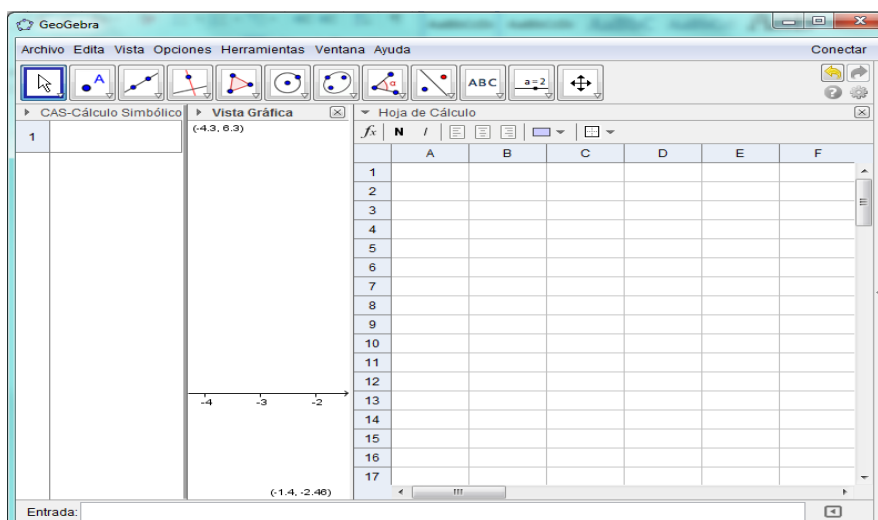 GeoGebra
Archivo Edita Vista Opciones Herramientas Ventana Ayuda Conectar
A α ABC a=2
CAS-Cálculo Simbólico Vista Gráfica Hoja de Cálculo
1 (-4.3, 6.3) fx N I
A B C D E F
1
2
3
4
5
6
7
8
9
10
11
12
13
-4 -3 -2
14
15
16
17
(-1.4, -2.46)
Entrada: